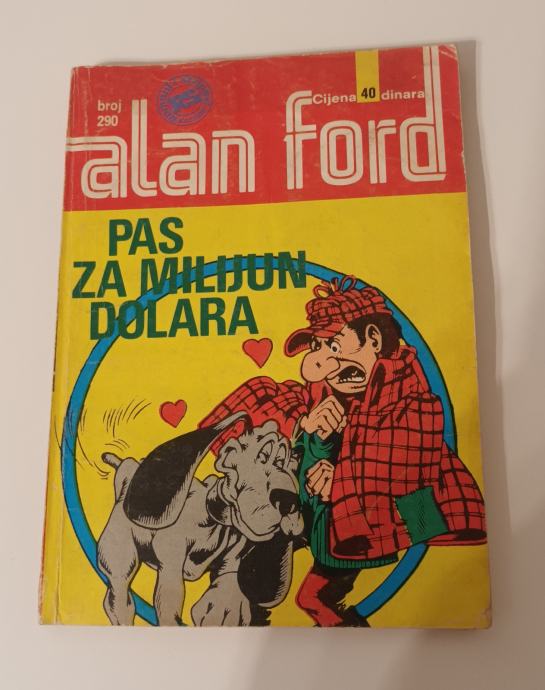 broj
290
Cijena 40 dinara
alan ford
PAS
ZA MILIJUN
DOLARA